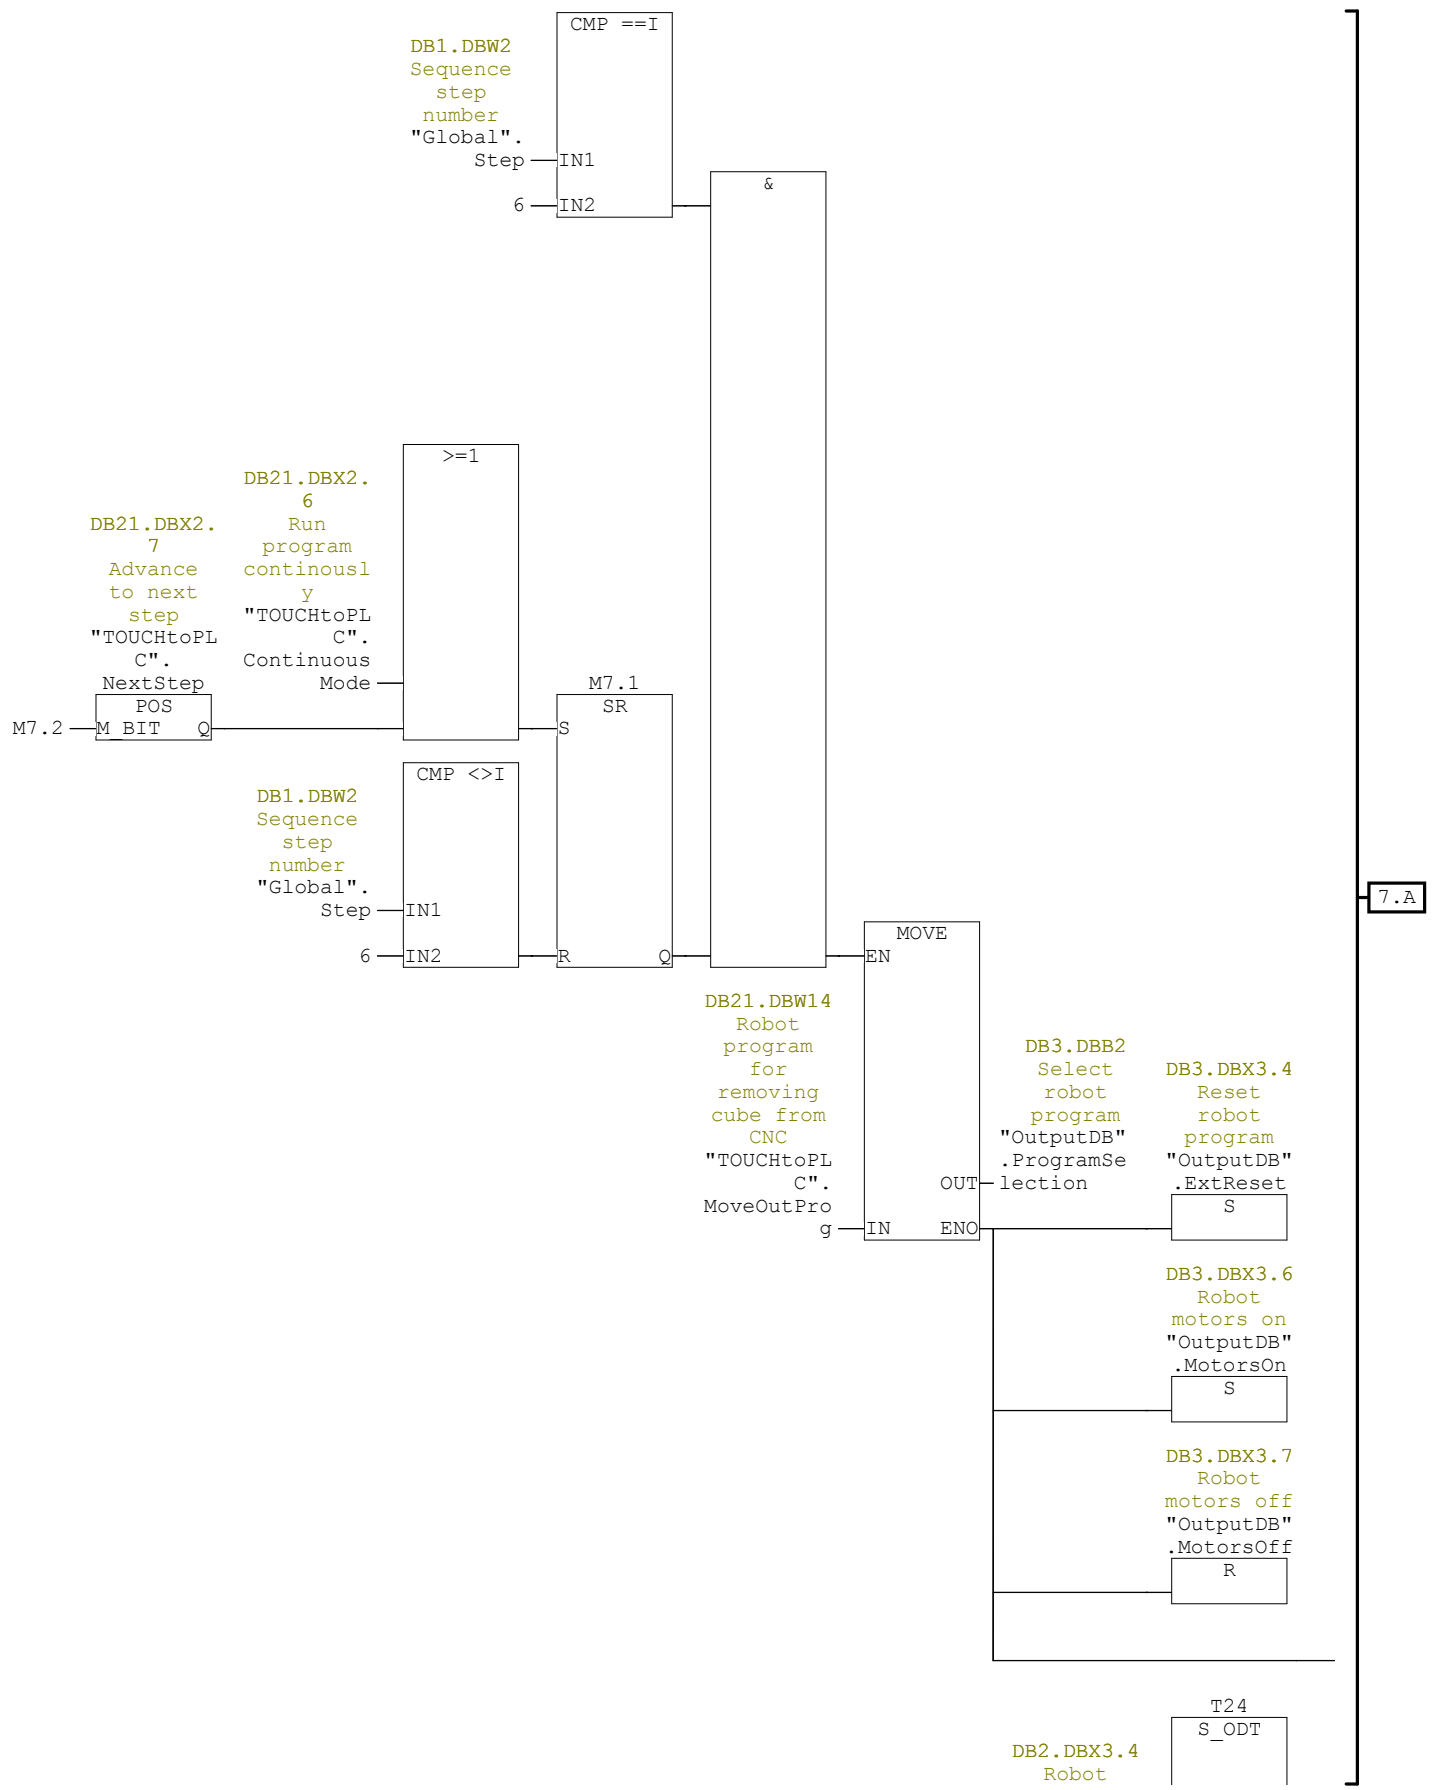 CMP ==I
DB1.DBW2
Sequence
step
number
"Global".
Step
IN1
6
IN2
&
>=1
DB21.DBX2.
6
Run
program
continousl
y
"TOUCHtoPL
C".
Continuous
Mode
DB21.DBX2.
7
Advance
to next
step
"TOUCHtoPL
C".
NextStep
POS
M7.2
M_BIT
Q
M7.1
SR
S
CMP <>I
DB1.DBW2
Sequence
step
number
"Global".
Step
IN1
6
IN2
R
Q
7.A
MOVE
EN
DB21.DBW14
Robot
program
for
removing
cube from
CNC
"TOUCHtoPL
C".
MoveOutPro
g
IN
OUT
ENO
DB3.DBB2
Select
robot
program
"OutputDB"
.ProgramSe
lection
DB3.DBX3.4
Reset
robot
program
"OutputDB"
.ExtReset
S
DB3.DBX3.6
Robot
motors on
"OutputDB"
.MotorsOn
S
DB3.DBX3.7
Robot
motors off
"OutputDB"
.MotorsOff
R
T24
S_ODT
DB2.DBX3.4
Robot